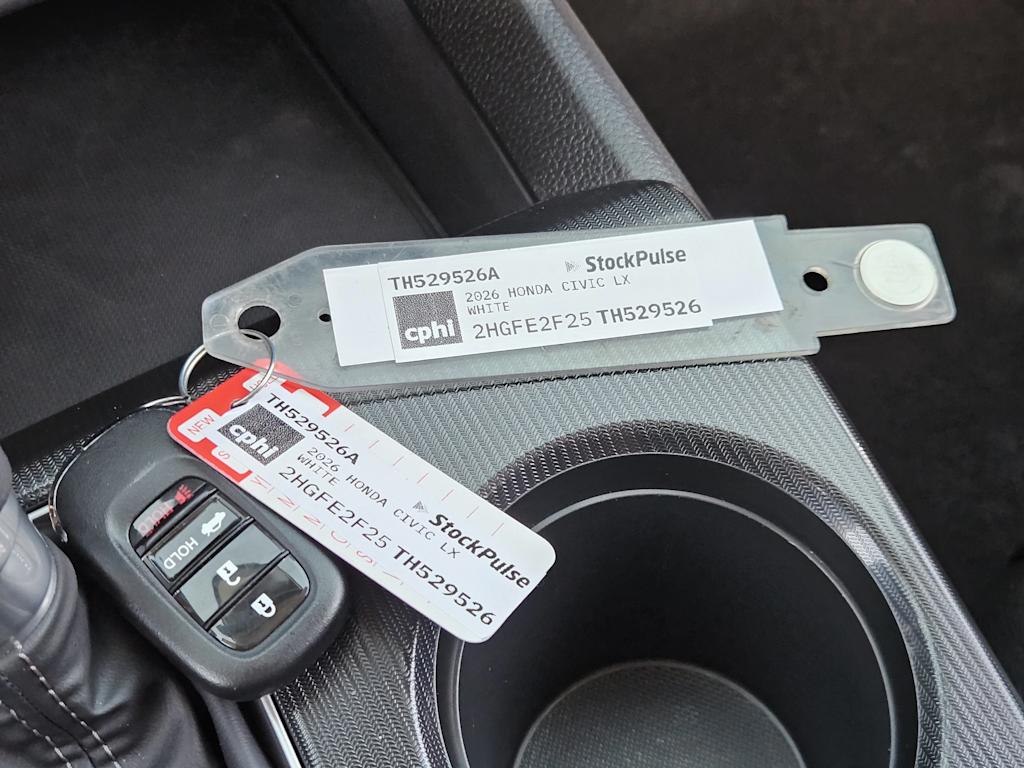 TH529526A
StockPulse
cphi
2026 HONDA CIVIC LX
WHITE
2HGFE2F25 TH529526
NEW
TH529526A
cphi
2026 HONDA CIVIC LX
WHITE
StockPulse
2HGFE2F25 TH529526
HOLD